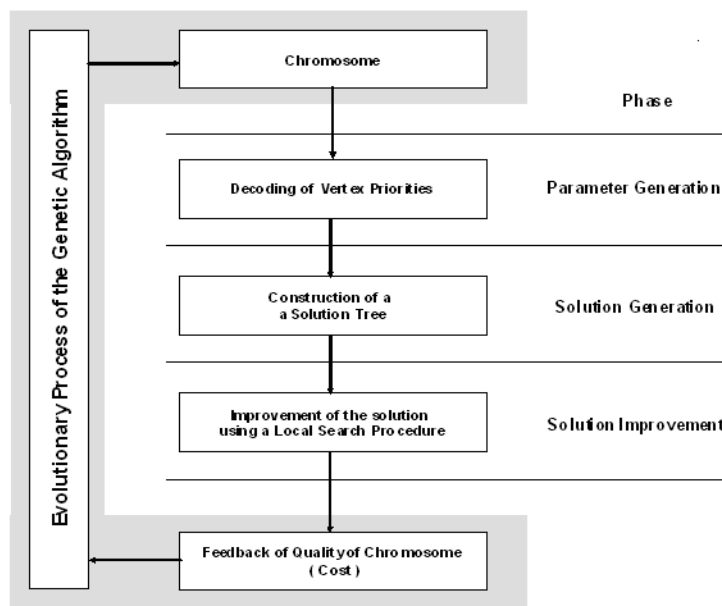 Evolutionary Process of the Genetic Algorithm
Chromosome
Phase
Decoding of Vertex Priorities
Parameter Generation
Construction of a
a Solution Tree
Solution Generation
Improvement of the solution
using a Local Search Procedure
Solution Improvement
Feedback of Quality of Chromosome
( Cost )